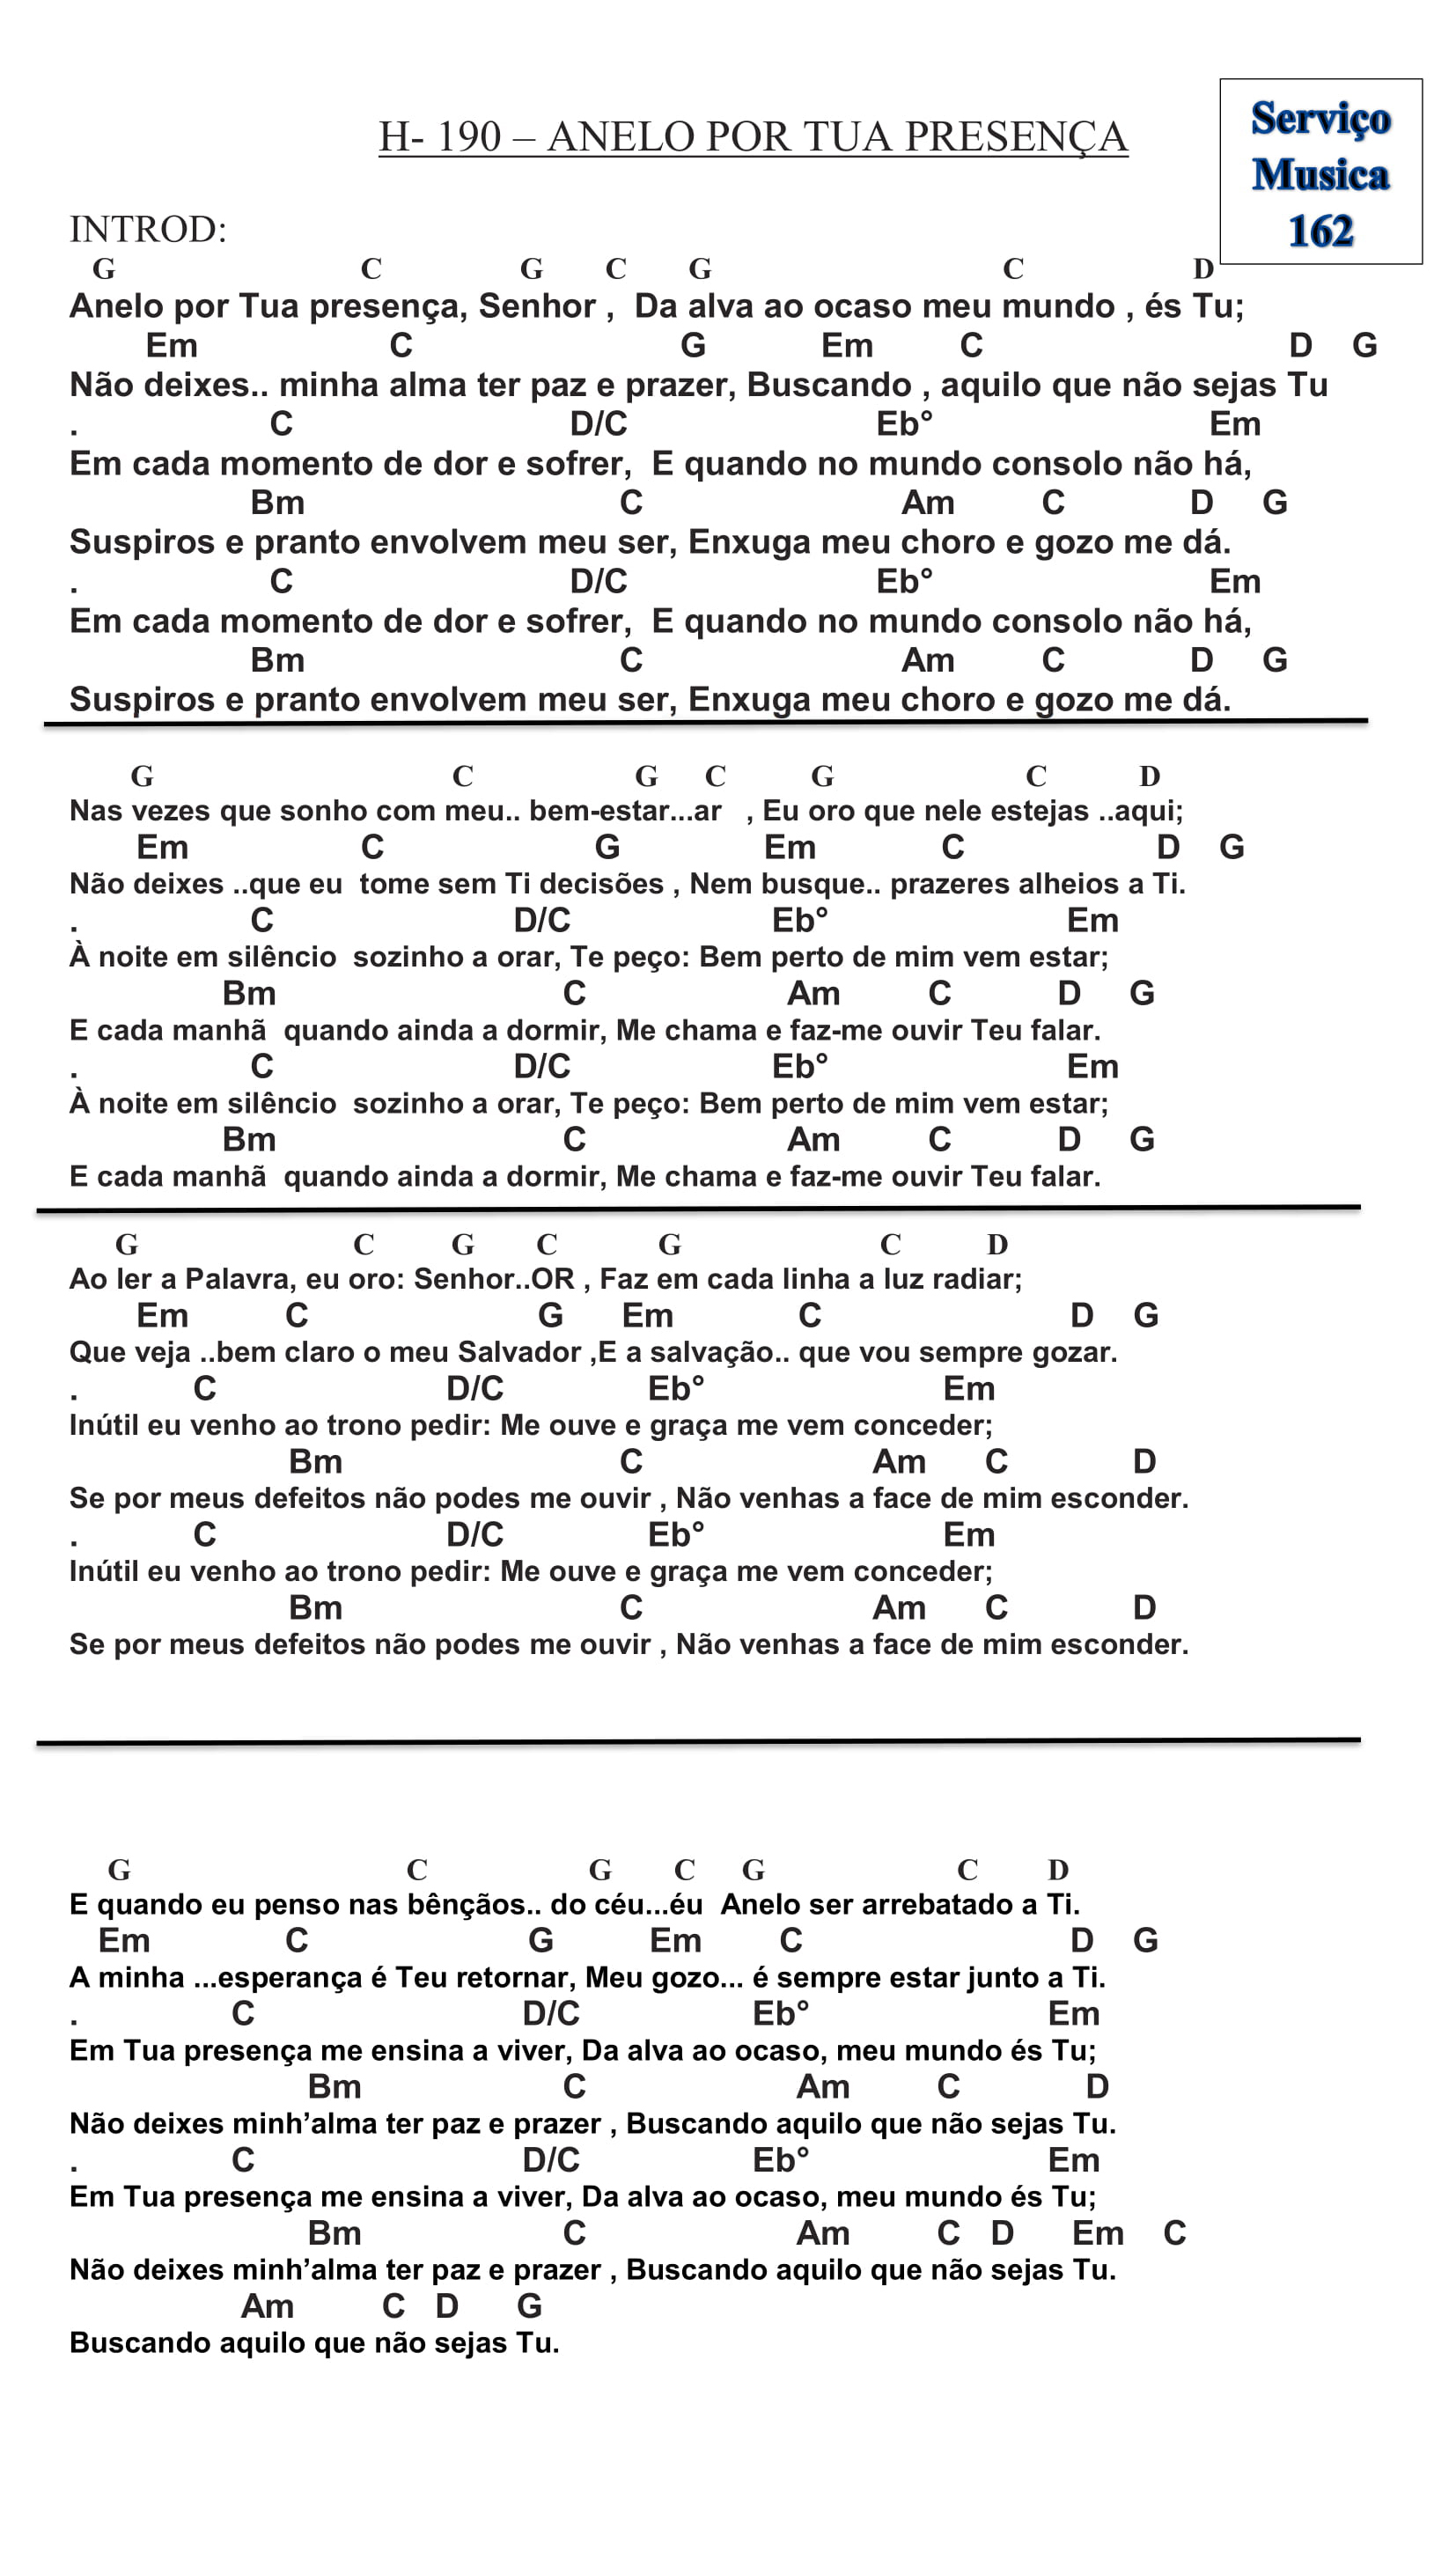 H- 190 – ANELO POR TUA PRESENÇA
Serviço
Musica
162
INTROD:
G C G C G C D
Anelo por Tua presença, Senhor , Da alva ao ocaso meu mundo , és Tu;
Em C G Em C D G
Não deixes.. minha alma ter paz e prazer, Buscando , aquilo que não sejas Tu
. C D/C Eb° Em
Em cada momento de dor e sofrer, E quando no mundo consolo não há,
Bm C Am C D G
Suspiros e pranto envolvem meu ser, Enxuga meu choro e gozo me dá.
. C D/C Eb° Em
Em cada momento de dor e sofrer, E quando no mundo consolo não há,
Bm C Am C D G
Suspiros e pranto envolvem meu ser, Enxuga meu choro e gozo me dá.
G C G C G C D
Nas vezes que sonho com meu.. bem-estar...ar , Eu oro que nele estejas ..aqui;
Em C G Em C D G
Não deixes ..que eu tome sem Ti decisões , Nem busque.. prazeres alheios a Ti.
. C D/C Eb° Em
À noite em silêncio sozinho a orar, Te peço: Bem perto de mim vem estar;
Bm C Am C D G
E cada manhã quando ainda a dormir, Me chama e faz-me ouvir Teu falar.
. C D/C Eb° Em
À noite em silêncio sozinho a orar, Te peço: Bem perto de mim vem estar;
Bm C Am C D G
E cada manhã quando ainda a dormir, Me chama e faz-me ouvir Teu falar.
G C G C G C D
Ao ler a Palavra, eu oro: Senhor..OR , Faz em cada linha a luz radiar;
Em C G Em C D G
Que veja ..bem claro o meu Salvador ,E a salvação.. que vou sempre gozar.
. C D/C Eb° Em
Inútil eu venho ao trono pedir: Me ouve e graça me vem conceder;
Bm C Am C D
Se por meus defeitos não podes me ouvir , Não venhas a face de mim esconder.
. C D/C Eb° Em
Inútil eu venho ao trono pedir: Me ouve e graça me vem conceder;
Bm C Am C D
Se por meus defeitos não podes me ouvir , Não venhas a face de mim esconder.
G C G C G C D
E quando eu penso nas bênçãos.. do céu...éu Anelo ser arrebatado a Ti.
Em C G Em C D G
A minha ...esperança é Teu retornar, Meu gozo... é sempre estar junto a Ti.
. C D/C Eb° Em
Em Tua presença me ensina a viver, Da alva ao ocaso, meu mundo és Tu;
Bm C Am C D
Não deixes minh’alma ter paz e prazer , Buscando aquilo que não sejas Tu.
. C D/C Eb° Em
Em Tua presença me ensina a viver, Da alva ao ocaso, meu mundo és Tu;
Bm C Am C D Em C
Não deixes minh’alma ter paz e prazer , Buscando aquilo que não sejas Tu.
Am C D G
Buscando aquilo que não sejas Tu.